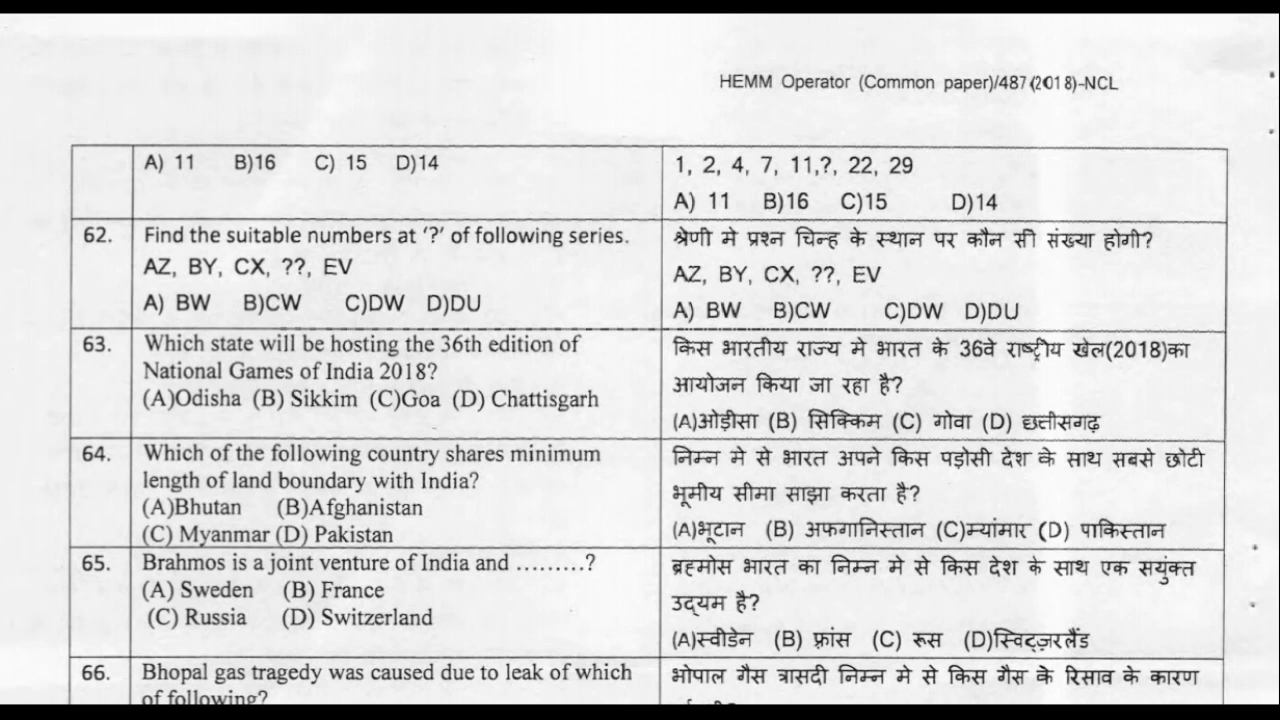 HEMM Operator (Common paper)/487(2018)-NCL
A) 11 B)16 C) 15 D)14
1, 2, 4, 7, 11,?, 22, 29
A) 11 B)16 C)15 D)14
62. Find the suitable numbers at '?' of following series.
AZ, BY, CX, ??, EV
A) BW B)CW C)DW D)DU
श्रेणी मे प्रश्न चिन्ह के स्थान पर कौन सी संख्या होगी?
AZ, BY, CX, ??, EV
A) BW B)CW C)DW D)DU
63. Which state will be hosting the 36th edition of
National Games of India 2018?
(A)Odisha (B) Sikkim (C)Goa (D) Chattisgarh
किस भारतीय राज्य मे भारत के 36वे राष्ट्रीय खेल(2018)का
आयोजन किया जा रहा है?
(A)ओड़ीसा (B) सिक्किम (C) गोवा (D) छत्तीसगढ़
64. Which of the following country shares minimum
length of land boundary with India?
(A)Bhutan (B)Afghanistan
(C) Myanmar (D) Pakistan
निम्न मे से भारत अपने किस पड़ोसी देश के साथ सबसे छोटी
भूमीय सीमा साझा करता है?
(A)भूटान (B) अफगानिस्तान (C)म्यांमार (D) पाकिस्तान
65. Brahmos is a joint venture of India and .........?
(A) Sweden (B) France
(C) Russia (D) Switzerland
ब्रहमोस भारत का निम्न मे से किस देश के साथ एक सयुंक्त
उद्यम है?
(A)स्वीडेन (B) फ़्रांस (C) रूस (D)स्विट्ज़रलैंड
66. Bhopal gas tragedy was caused due to leak of which
of following?
भोपाल गैस त्रासदी निम्न मे से किस गैस के रिसाव के कारण